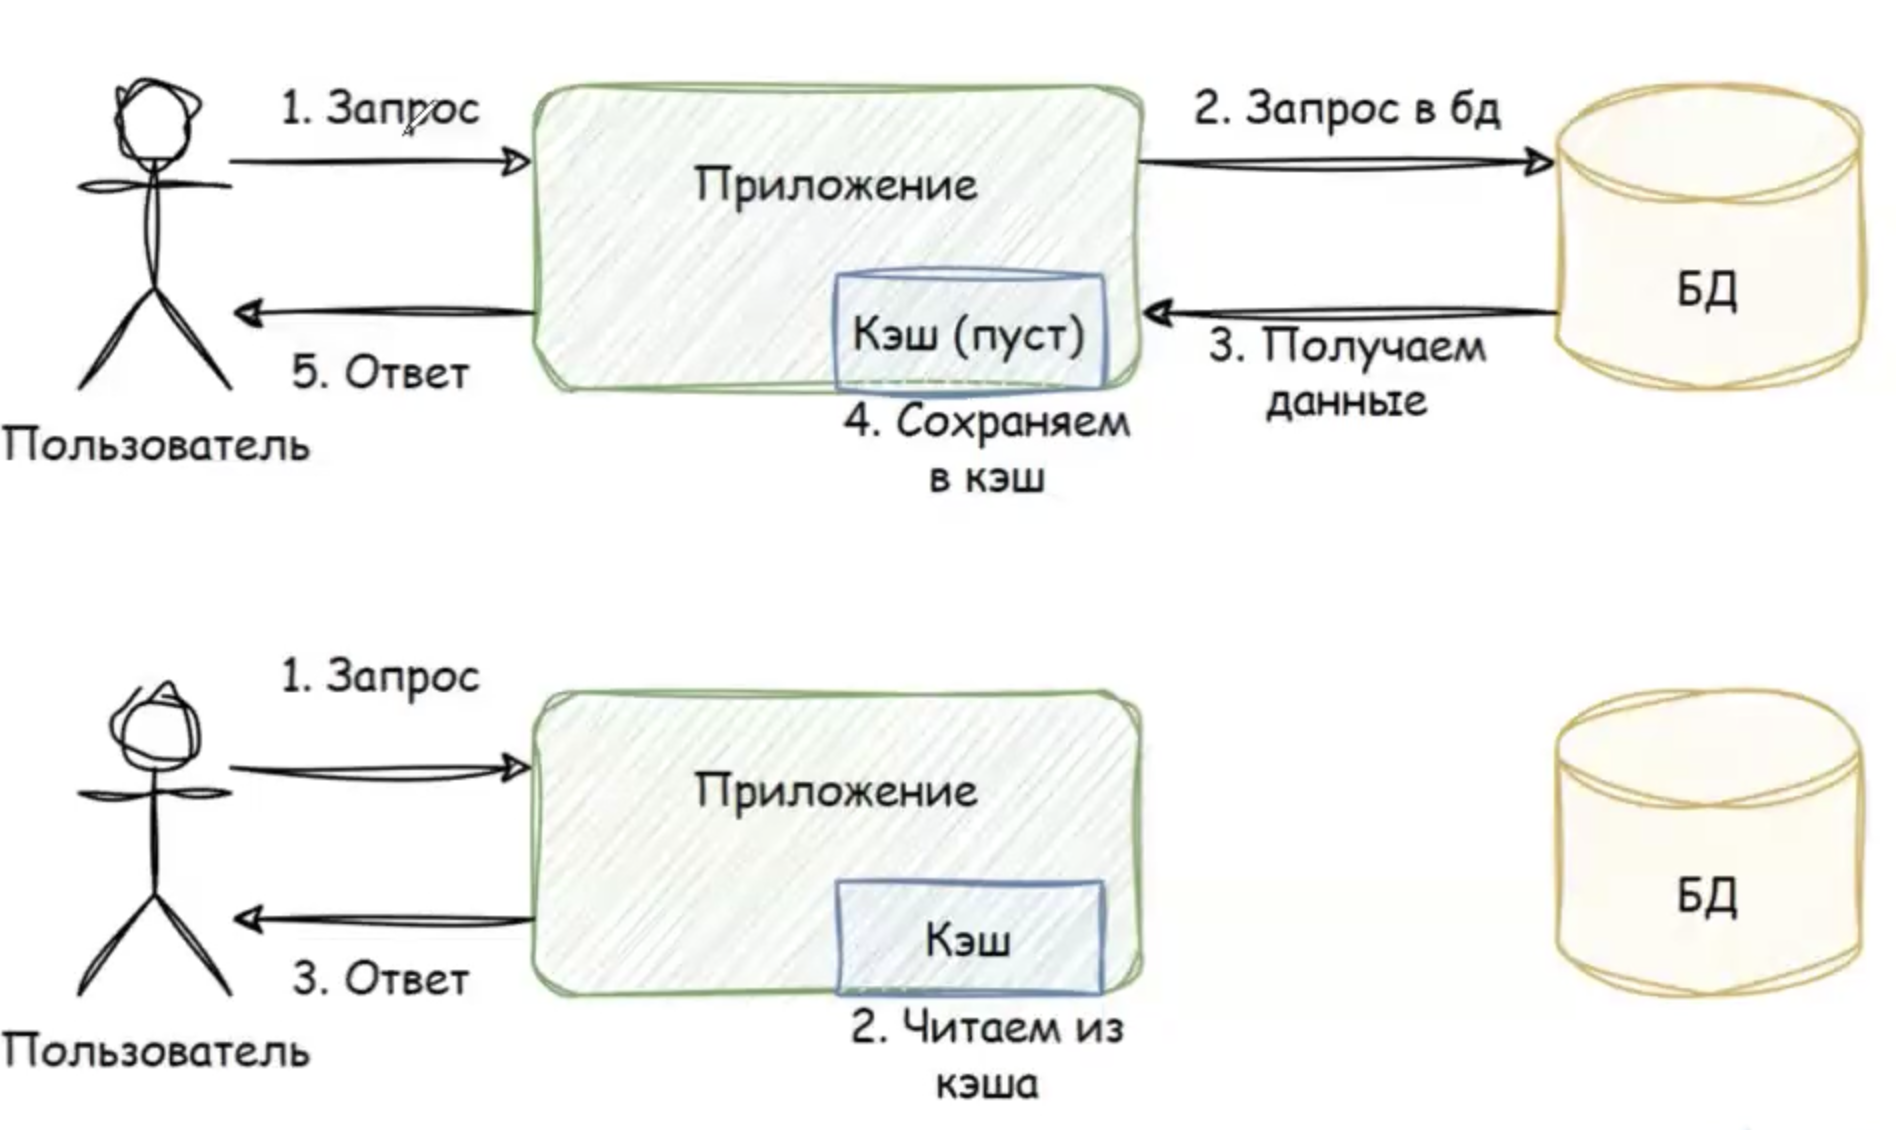 1. Запрос
2. Запрос в бд
Приложение
БД
Кэш (пуст)
3. Получаем
данные
5. Ответ
4. Сохраняем
в кэш
Пользователь
1. Запрос
Приложение
БД
Кэш
3. Ответ
2. Читаем из
кэша
Пользователь